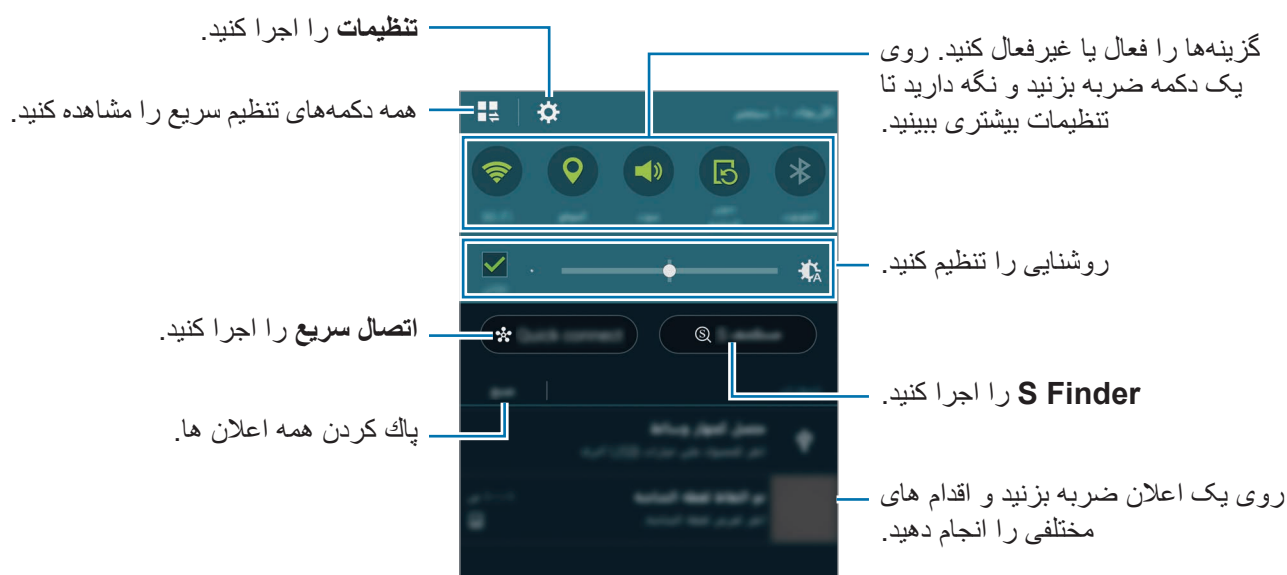 تنظیمات را اجرا کنید.
همه دکمه‌های تنظیم سریع را مشاهده کنید.
گزینه‌ها را فعال یا غیرفعال کنید. روی
یک دکمه ضربه بزنید و نگه دارید تا
تنظیمات بیشتری ببینید.
روشنایی را تنظیم کنید.
اتصال سریع را اجرا کنید.
Quick connect
S Finder را اجرا کنید.
پاك كردن همه اعلان ها.
روی یک اعلان ضربه بزنید و اقدام های
مختلفی را انجام دهید.